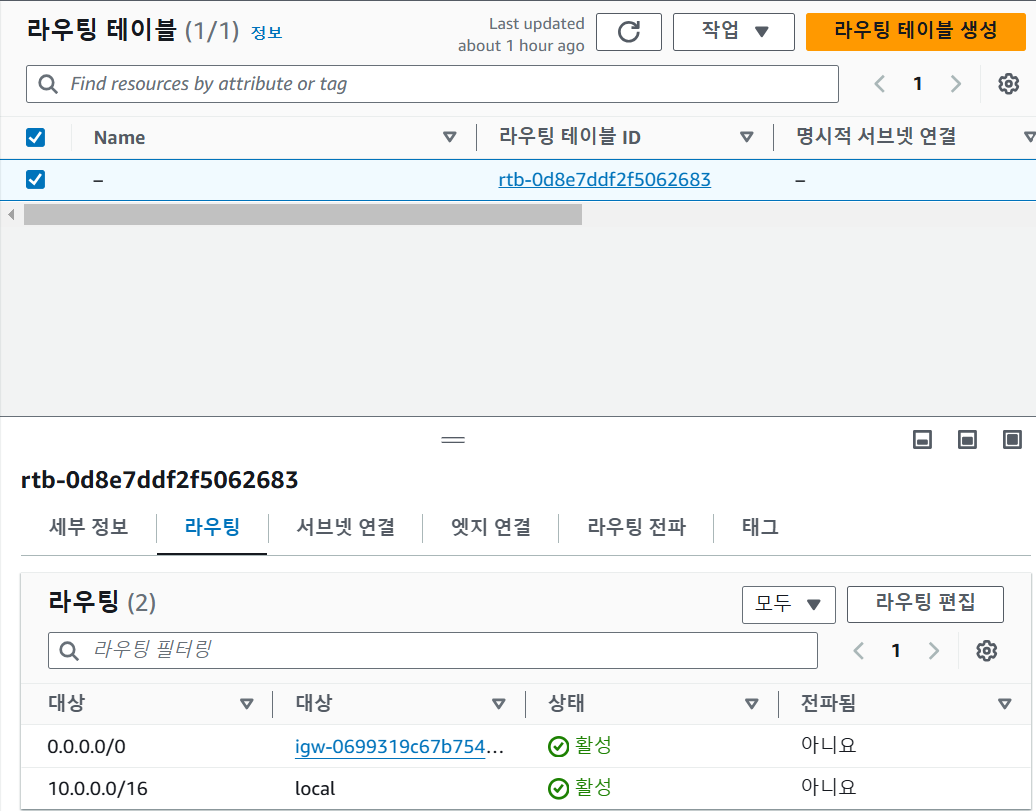 라우팅 테이블 (1/1) 정보
Last updated
about 1 hour ago
작업
라우팅 테이블 생성
Find resources by attribute or tag
1
Name 라우팅 테이블 ID 명시적 서브넷 연결
– rtb-0d8e7ddf2f5062683 –
rtb-0d8e7ddf2f5062683
세부 정보 라우팅 서브넷 연결 엣지 연결 라우팅 전파 태그
라우팅 (2) 모두 라우팅 편집
라우팅 필터링 1
대상 대상 상태 전파됨
0.0.0.0/0 igw-0699319c67b754... 활성 아니요
10.0.0.0/16 local 활성 아니요